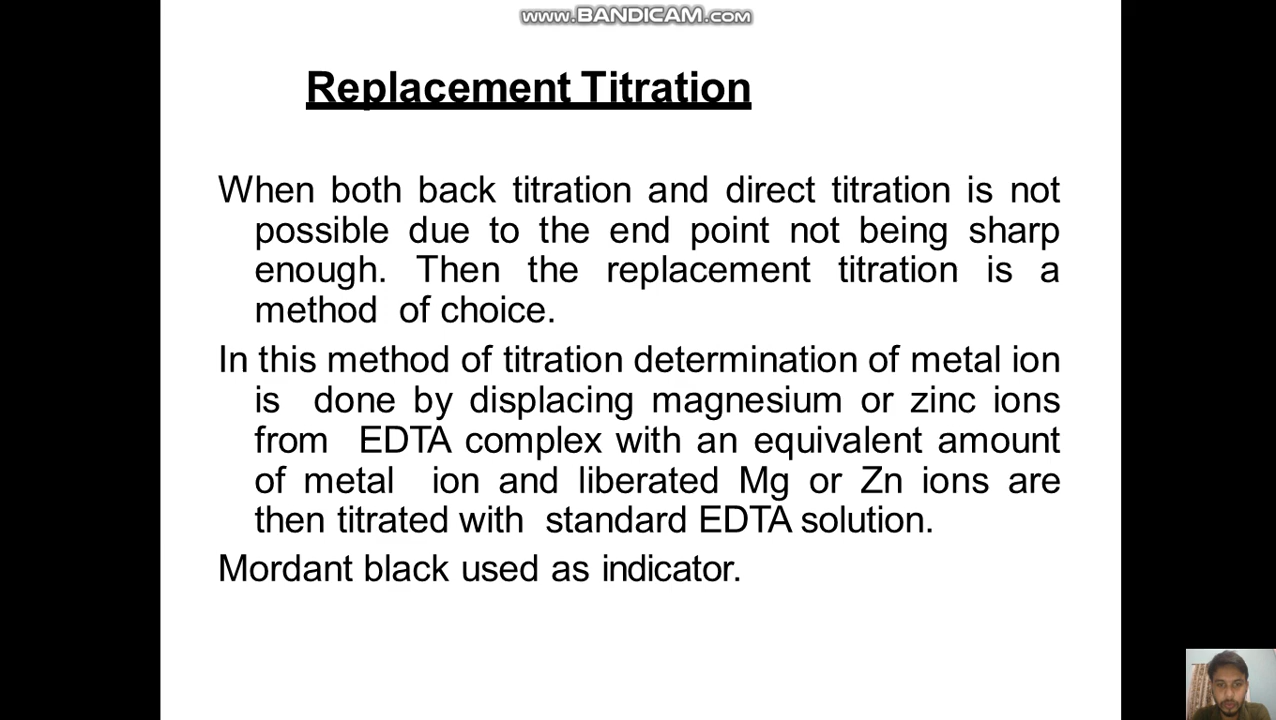 www.BANDICAM.com
Replacement Titration
When both back titration and direct titration is not
possible due to the end point not being sharp
enough. Then the replacement titration is a
method of choice.
In this method of titration determination of metal ion
is done by displacing magnesium or zinc ions
from EDTA complex with an equivalent amount
of metal ion and liberated Mg or Zn ions are
then titrated with standard EDTA solution.
Mordant black used as indicator.